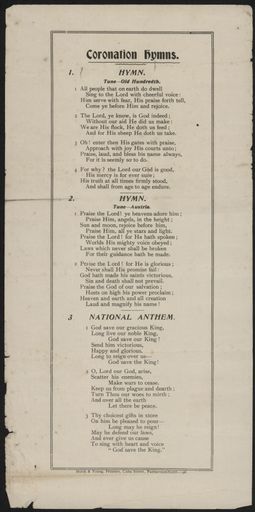 Coronation Hymns.
1. HYMN.
Tune—Old Hundredth.
1 All people that on earth do dwell
Sing to the Lord with cheerful voice:
Him serve with fear, His praise forth tell,
Come ye before Him and rejoice.
2 The Lord, ye know, is God indeed;
Without our aid He did us make:
We are His flock, He doth us feed;
And for His sheep He doth us take.
3 Oh! enter then His gates with praise,
Approach with joy His courts unto;
Praise, laud, and bless his name always,
For it is seemly so to do.
4 For why? the Lord our God is good,
His mercy is for ever sure;
His truth at all times firmly stood,
And shall from age to age endure.
2. HYMN.
Tune—Austria.
1 Praise the Lord! ye heavens adore him;
Praise Him, angels, in the height;
Sun and moon, rejoice before him,
Praise Him, all ye stars and light.
Praise the Lord! for He hath spoken;
Worlds His mighty voice obeyed;
Laws which never shall be broken
For their guidance hath he made.
2 Praise the Lord! for He is glorious;
Never shall His promise fail:
God hath made his saints victorious,
Sin and death shall not prevail.
Praise the God of our salvation;
Hosts on high his power proclaim;
Heaven and earth and all creation
Laud and magnify his name!
3 NATIONAL ANTHEM.
1 God save our gracious King,
Long live our noble King,
God save our King!
Send him victorious,
Happy and glorious,
Long to reign over us—
God save the King!
2 O, Lord our God, arise,
Scatter his enemies,
Make wars to cease.
Keep us from plague and dearth;
Turn Thou our woes to mirth;
And over all the earth
Let there be peace.
3 Thy choicest gifts in store
On him be pleased to pour—
Long may he reign!
May he defend our laws,
And ever give us cause
To sing with heart and voice
"God save the King."
& Young, Printers, Cuba Street, Palmerston North